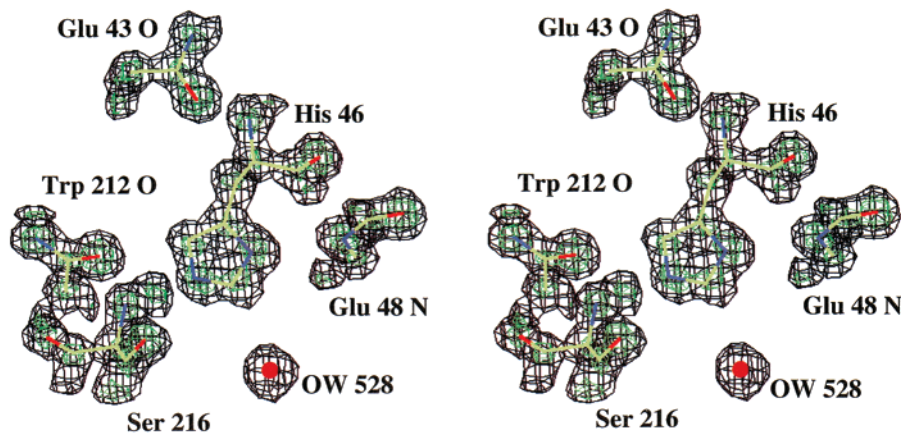 Glu 43 O
Glu 43 O
His 46
His 46
Trp 212 O
Trp 212 O
Glu 48 N
Glu 48 N
OW 528
OW 528
Ser 216
Ser 216